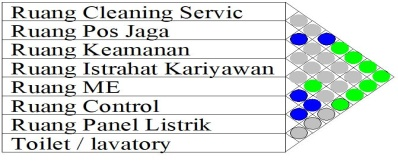 Ruang Cleaning Servic
Ruang Pos Jaga
Ruang Keamanan
Ruang Istrahat Kariyawan
Ruang ME
Ruang Control
Ruang Panel Listrik
Toilet / lavatory